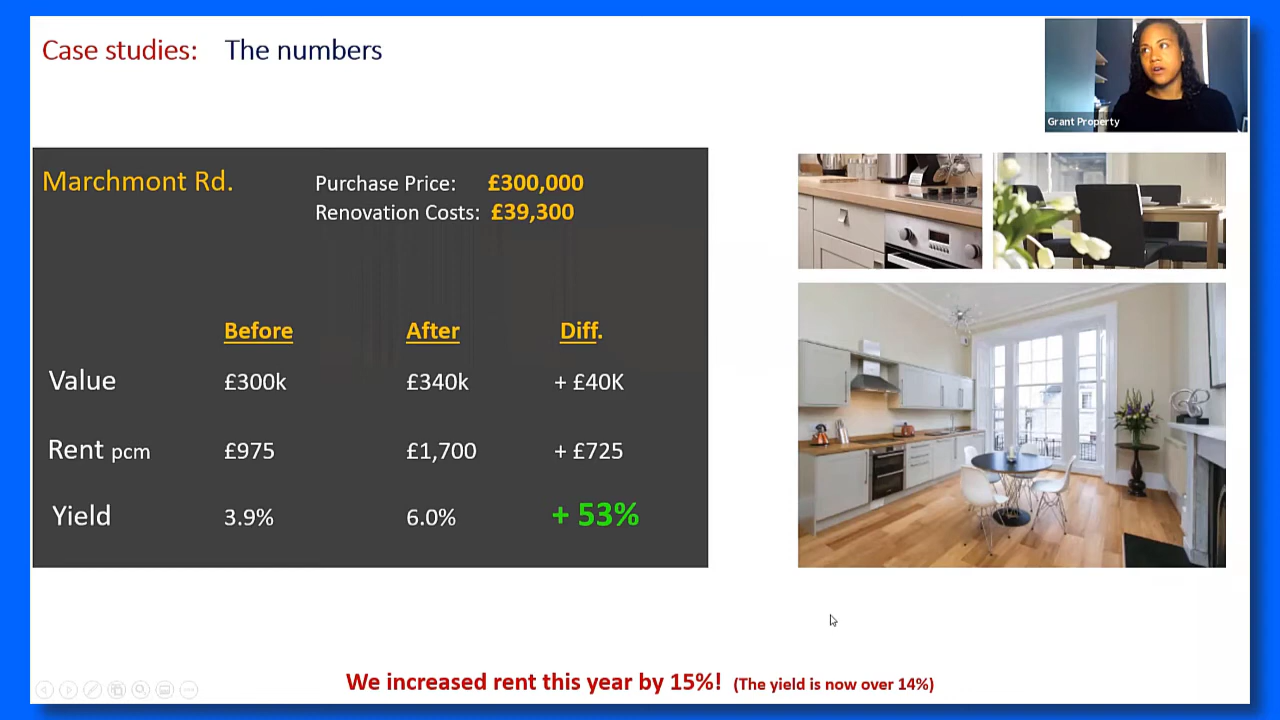 Case studies: The numbers
Grant Property
Marchmont Rd.
Purchase Price: £300,000
Renovation Costs: £39,300
Before After Diff.
Value £300k £340k + £40K
Rent pcm £975 £1,700 + £725
Yield 3.9% 6.0% + 53%
We increased rent this year by 15%! (The yield is now over 14%)